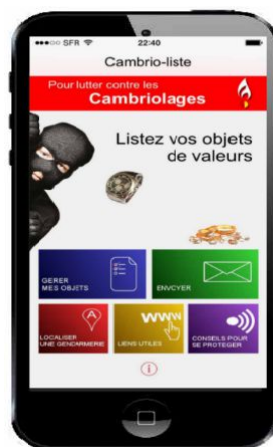 SFR 22:40
Cambrio-liste
Pour lutter contre les
Cambriolages
Listez vos objets
de valeurs
GERER
MES OBJETS
ENVOYER
A
LOCALISER
UNE GENDARMERIE
WWW
LIENS UTILES
CONSEILS POUR
SE PROTEGER
i